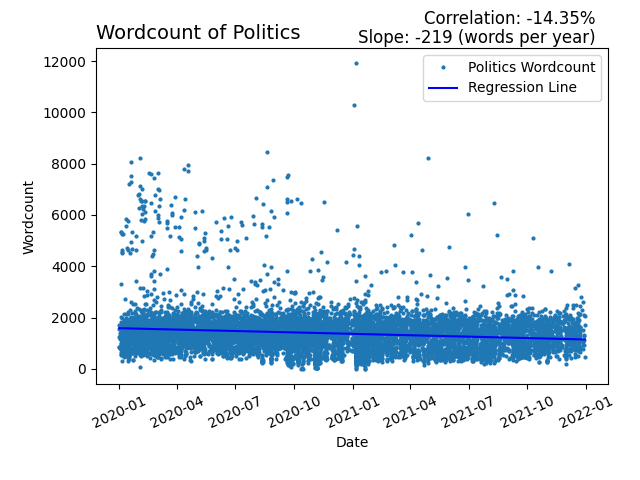 Wordcount of Politics
Correlation: -14.35%
Slope: -219 (words per year)
Politics Wordcount
Regression Line
Wordcount
12000
10000
8000
6000
4000
2000
0
2020-01
2020-04
2020-07
2020-10
2021-01
2021-04
2021-07
2021-10
2022-01
Date